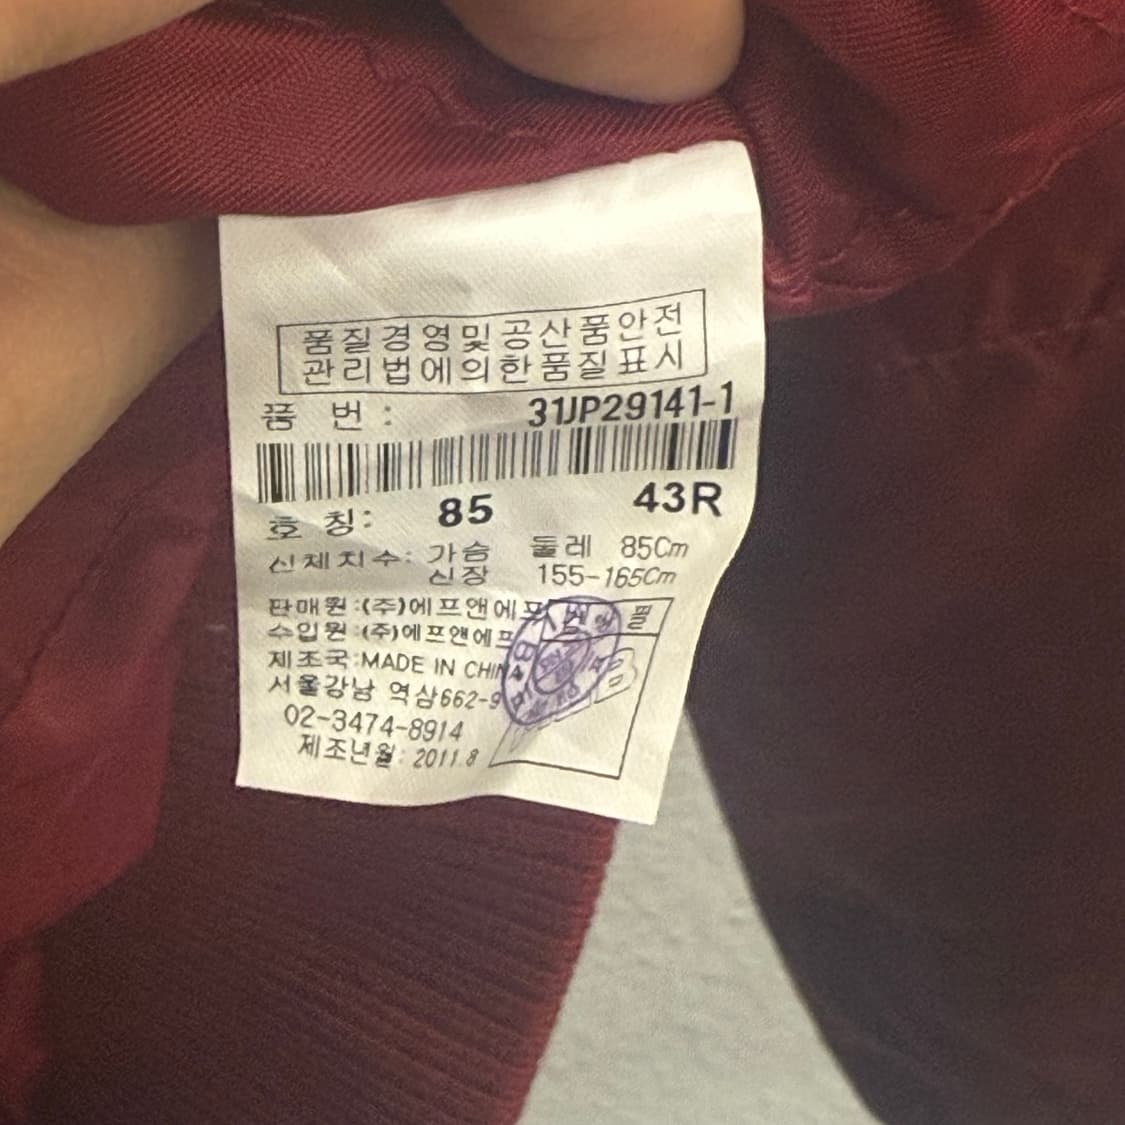 품질경영및공산품안전
관리법에의한품질표시
품 번 : 31JP29141-1
호 칭: 85 43R
신체치수: 가슴 둘레 85Cm
신장 155-165Cm
판매원:(주)에프앤에프
수입원:(주)에프앤에프
제조국:MADE IN CHINA
서울강남 역삼662-9
02-3474-8914
제조년월: 2011.8